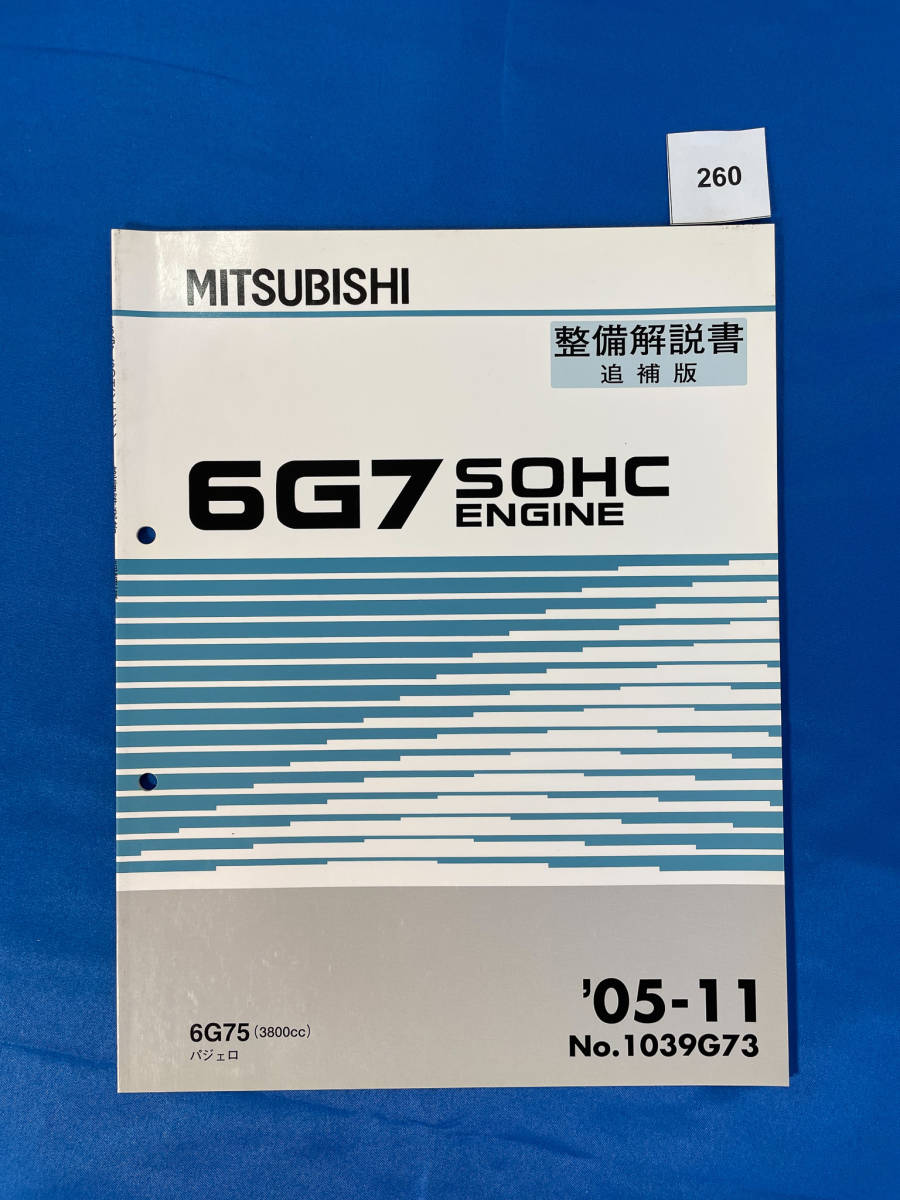 260
MITSUBISHI
整備解説書
追補版
6G7 SOHC
ENGINE
'05-11
No.1039G73
6G75 (3800cc)
パジェロ